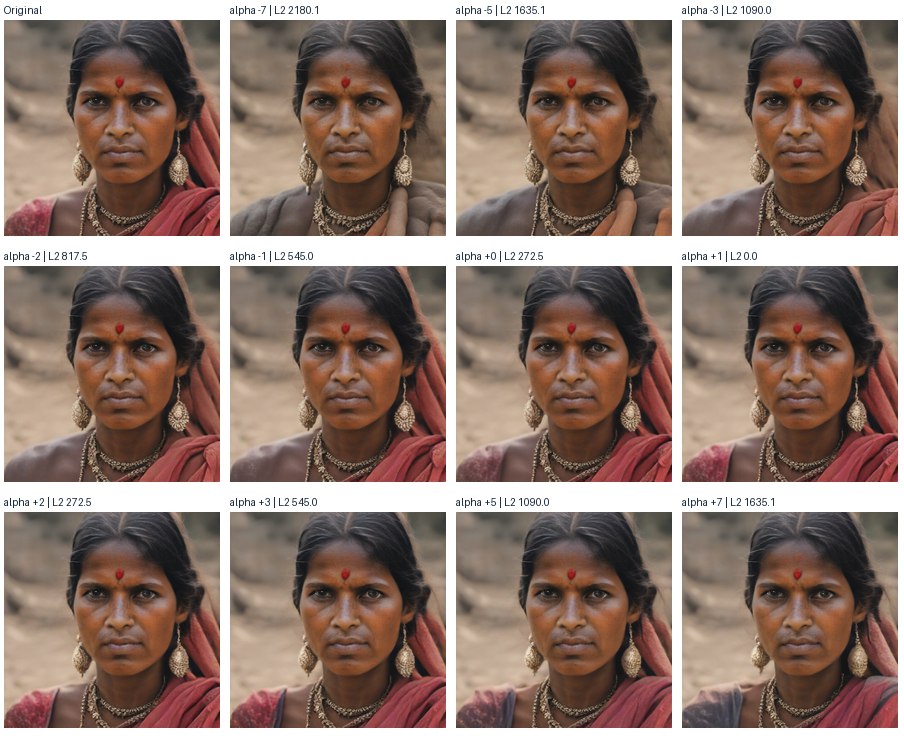 Original
alpha -7 | L2 2180.1
alpha -5 | L2 1635.1
alpha -3 | L2 1090.0
alpha -2 | L2 817.5
alpha -1 | L2 545.0
alpha +0 | L2 272.5
alpha +1 | L2 0.0
alpha +2 | L2 272.5
alpha +3 | L2 545.0
alpha +5 | L2 1090.0
alpha +7 | L2 1635.1